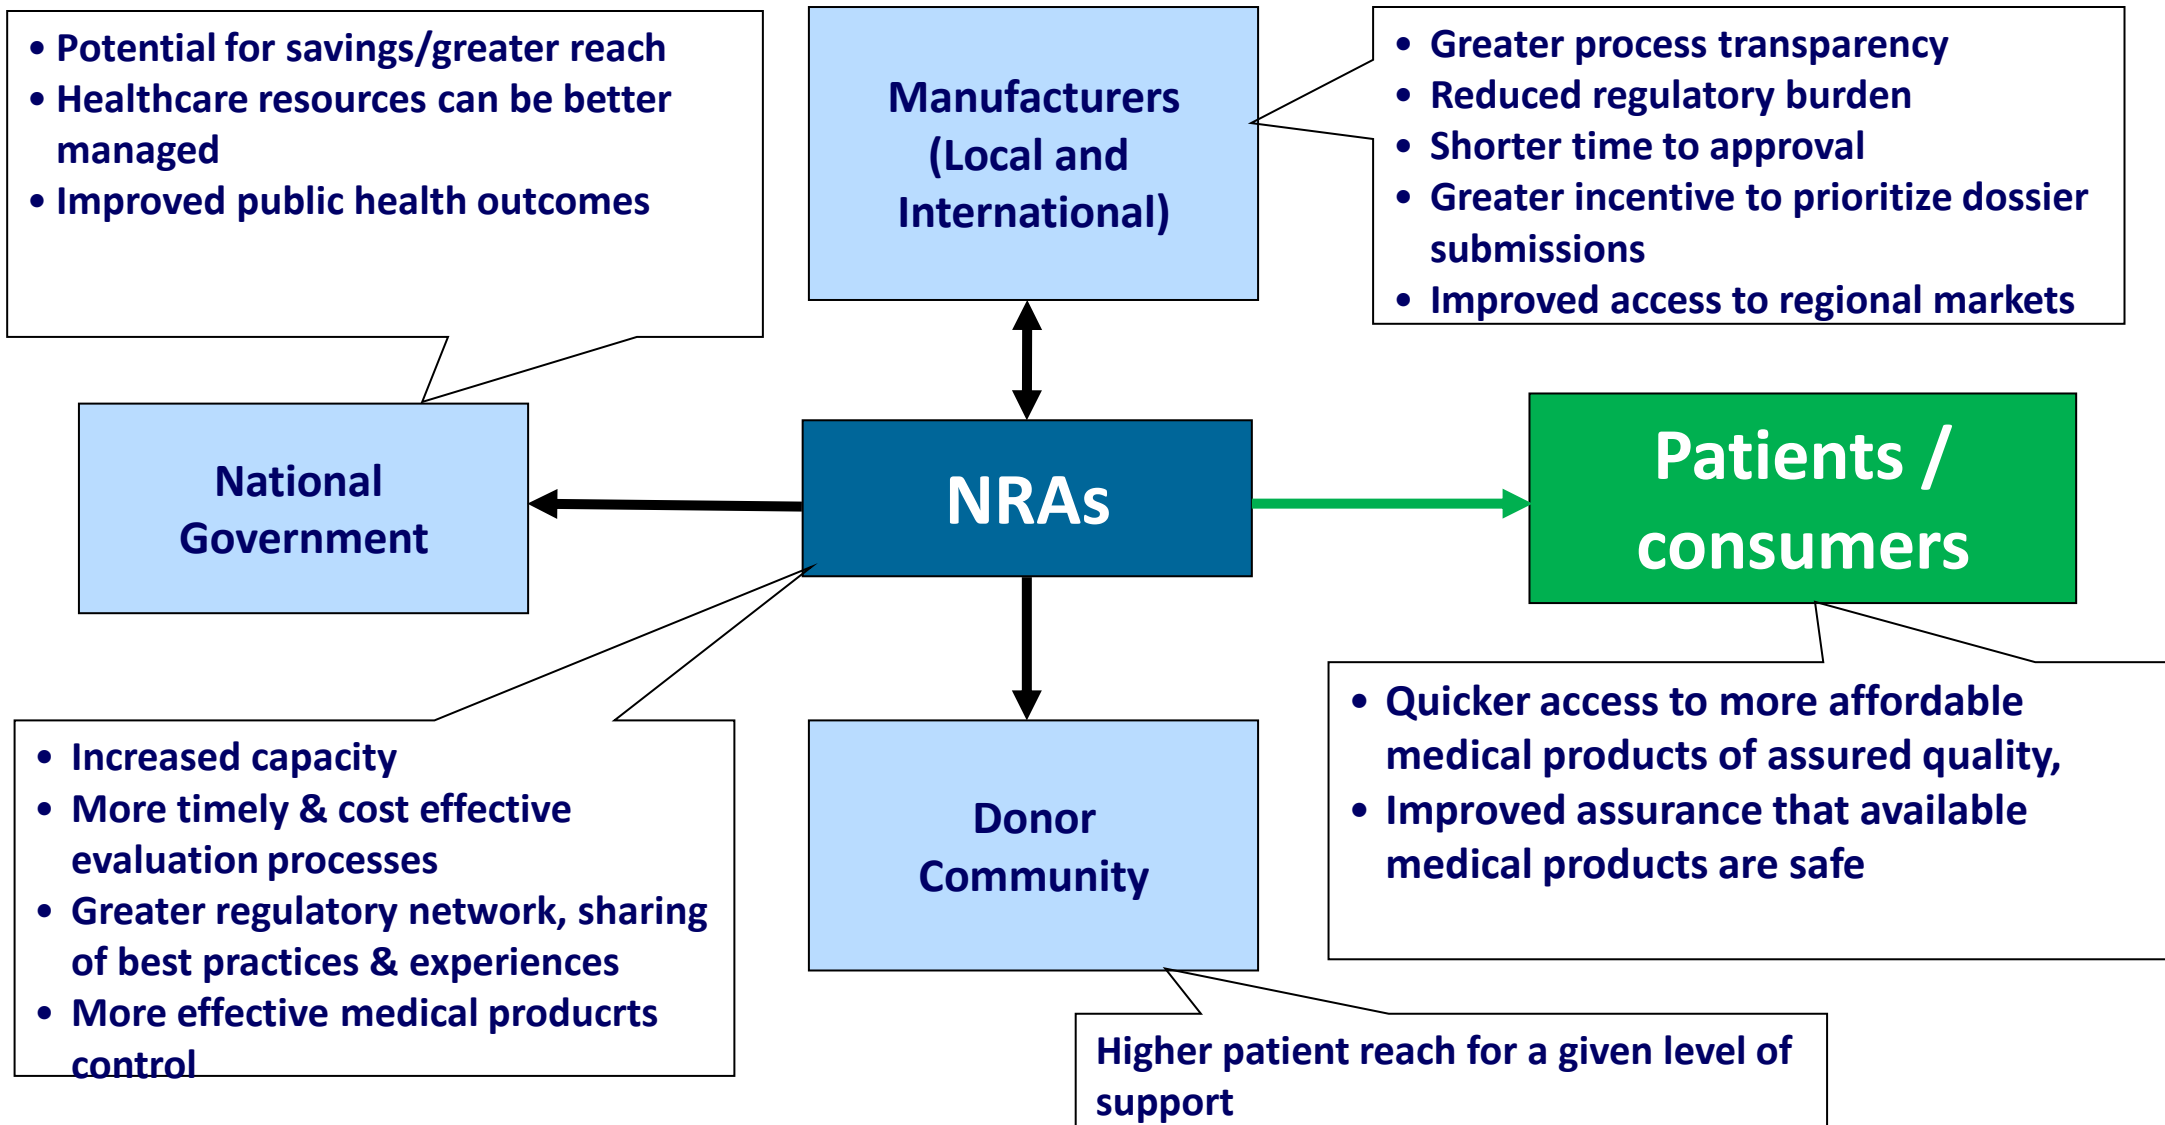 • Potential for savings/greater reach
• Healthcare resources can be better
managed
• Improved public health outcomes
Manufacturers
(Local and
International)
• Greater process transparency
• Reduced regulatory burden
• Shorter time to approval
• Greater incentive to prioritize dossier
submissions
• Improved access to regional markets
National
Government
NRAs
Patients /
consumers
• Increased capacity
• More timely & cost effective
evaluation processes
• Greater regulatory network, sharing
of best practices & experiences
• More effective medical producrts
control
Donor
Community
• Quicker access to more affordable
medical products of assured quality,
• Improved assurance that available
medical products are safe
Higher patient reach for a given level of
support